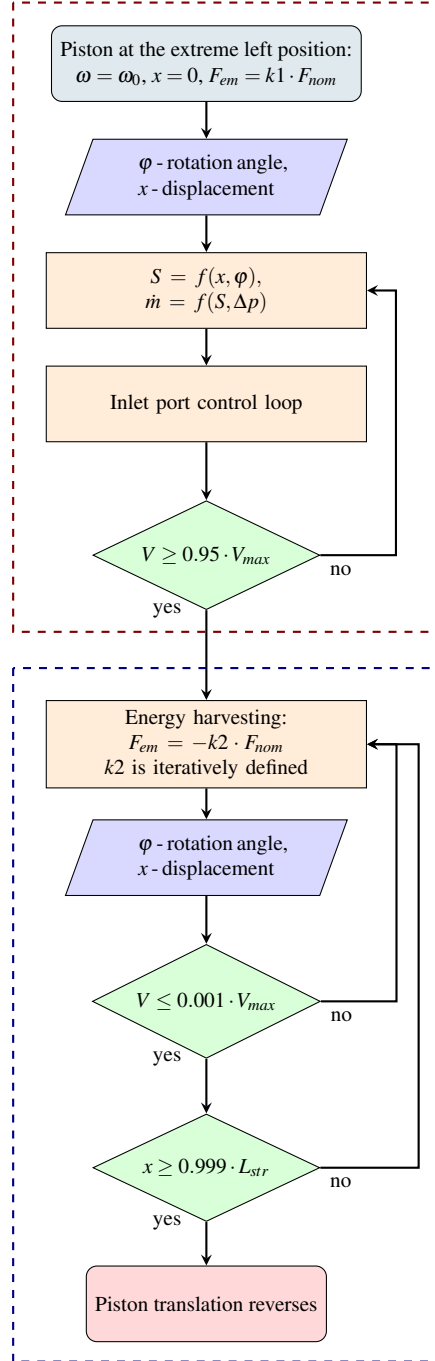 Piston at the extreme left position:
ω = ω₀, x = 0, Fₑₘ = k1 · Fₙₒₘ
φ - rotation angle,
x - displacement
S = f(x, φ),
ṁ = f(S, Δp)
Inlet port control loop
V ≥ 0.95 · Vₘₐₓ
no
yes
Energy harvesting:
Fₑₘ = −k2 · Fₙₒₘ
k2 is iteratively defined
φ - rotation angle,
x - displacement
V ≤ 0.001 · Vₘₐₓ
no
yes
x ≥ 0.999 · Lₛₜᵣ
no
yes
Piston translation reverses